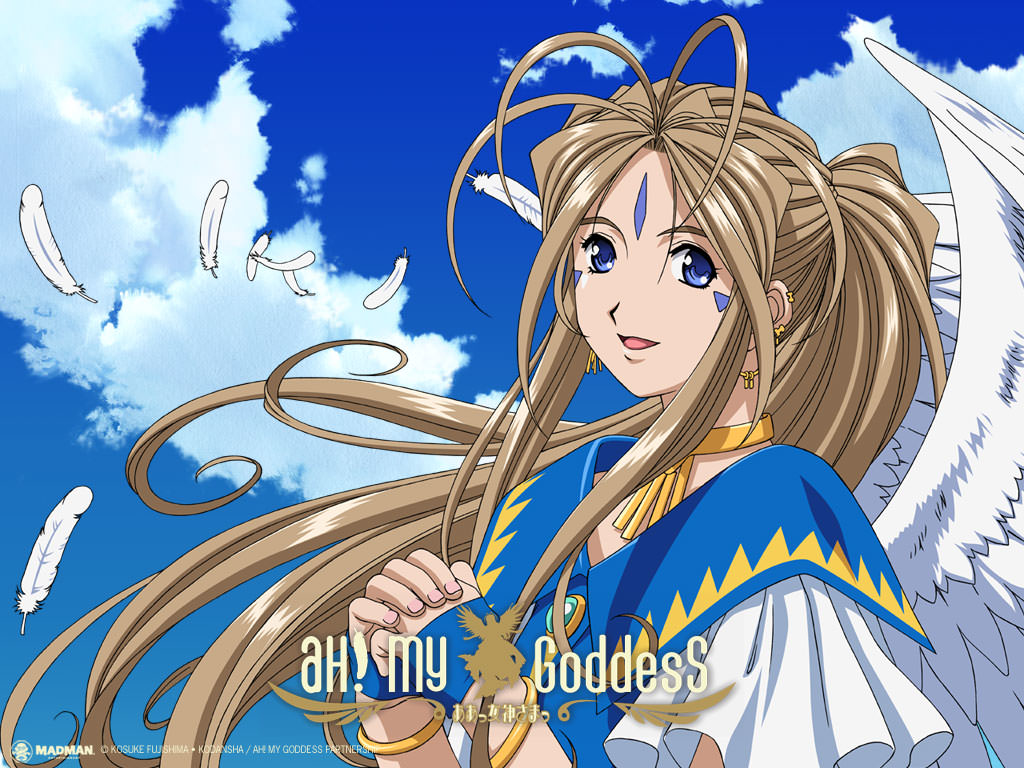 aH! My GoddesS
ああっ女神さまっ
MADMAN. © KOSUKE FUJISHIMA • KODANSHA / AH! MY GODDESS PARTNERSHIP
ENTERTAINMENT